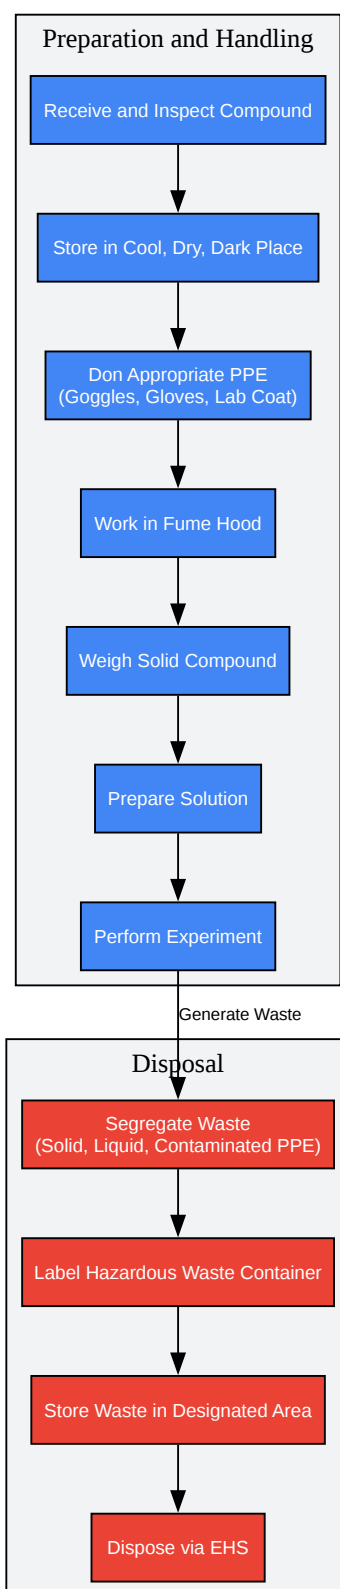 Preparation and Handling
Receive and Inspect Compound
Store in Cool, Dry, Dark Place
Don Appropriate PPE
(Goggles, Gloves, Lab Coat)
Work in Fume Hood
Weigh Solid Compound
Prepare Solution
Perform Experiment
Generate Waste
Disposal
Segregate Waste
(Solid, Liquid, Contaminated PPE)
Label Hazardous Waste Container
Store Waste in Designated Area
Dispose via EHS